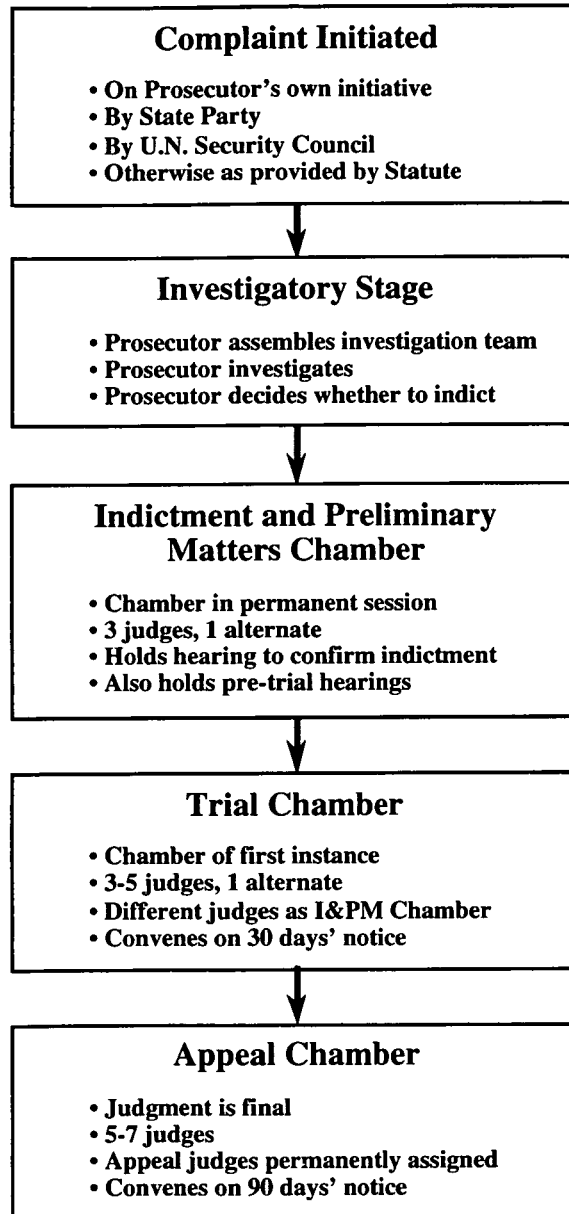 Complaint Initiated
• On Prosecutor's own initiative
• By State Party
• By U.N. Security Council
• Otherwise as provided by Statute
Investigatory Stage
• Prosecutor assembles investigation team
• Prosecutor investigates
• Prosecutor decides whether to indict
Indictment and Preliminary
Matters Chamber
• Chamber in permanent session
• 3 judges, 1 alternate
• Holds hearing to confirm indictment
• Also holds pre-trial hearings
Trial Chamber
• Chamber of first instance
• 3-5 judges, 1 alternate
• Different judges as I&PM Chamber
• Convenes on 30 days' notice
Appeal Chamber
• Judgment is final
• 5-7 judges
• Appeal judges permanently assigned
• Convenes on 90 days' notice